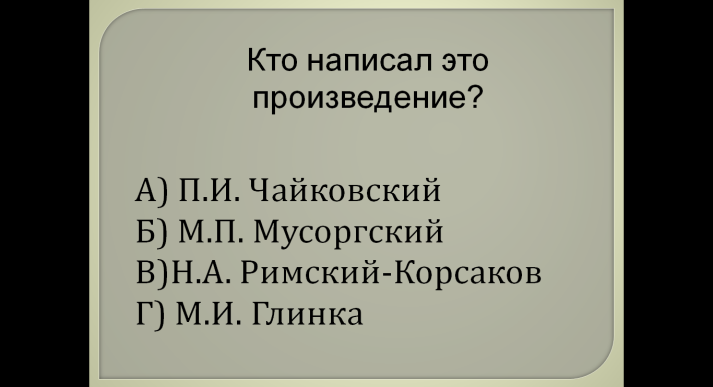 Кто написал это
произведение?
А) П.И. Чайковский
Б) М.П. Мусоргский
В)Н.А. Римский-Корсаков
Г) М.И. Глинка